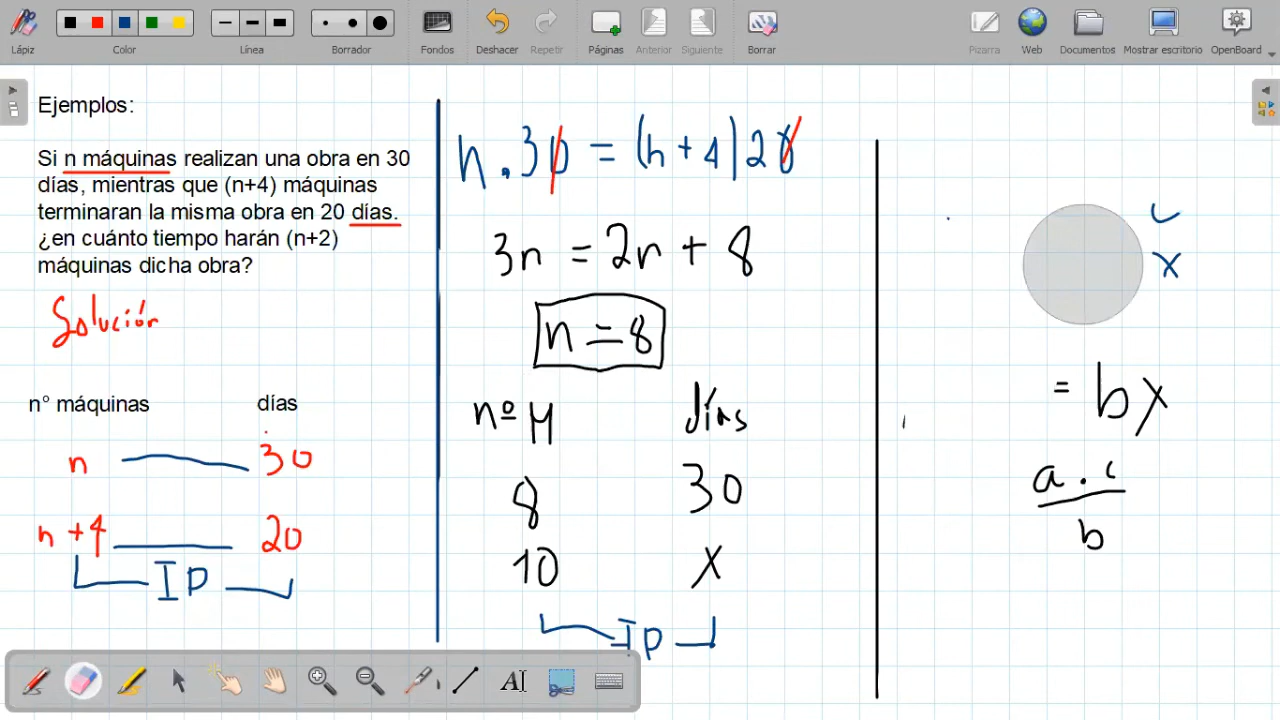 Lápiz
Color
Línea
Borrador
Fondos
Deshacer
Repetir
Páginas
Anterior
Siguiente
Borrar
Pizarra
Web
Documentos
Mostrar escritorio
OpenBoard
Ejemplos:
Si n máquinas realizan una obra en 30
días, mientras que (n+4) máquinas
terminaran la misma obra en 20 días.
¿en cuánto tiempo harán (n+2)
máquinas dicha obra?
Solución
n° máquinas días
n 30
n+4 20
IP
n . 30 = (n+4)20
3n = 2n + 8
n = 8
nº M días
8 30
10 x
IP
x
= bx
a . c
b